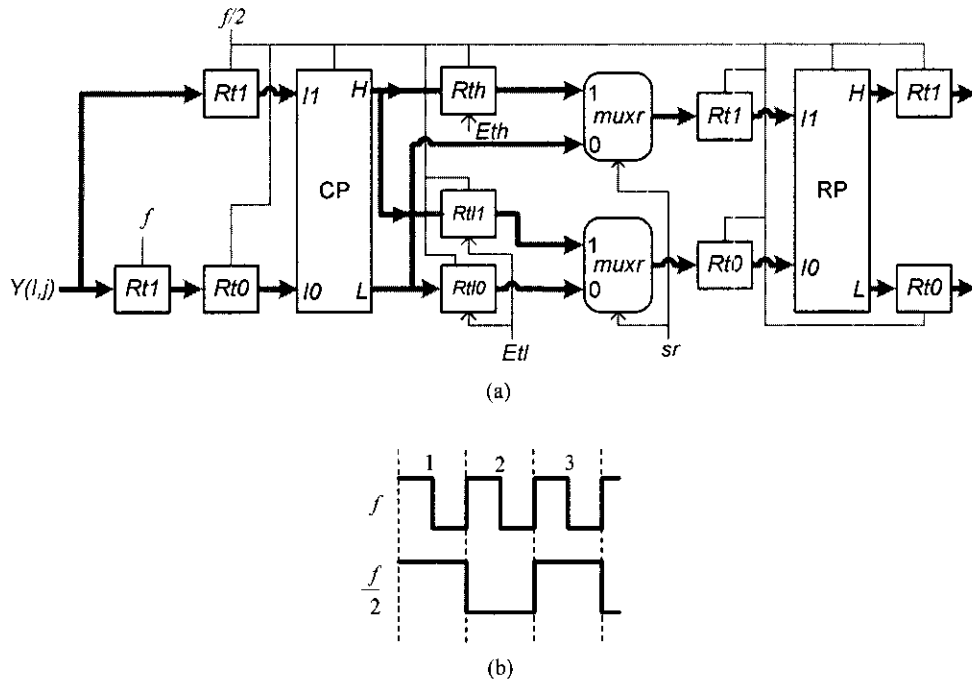 f/2
Rt1
I1
H
Rth
1
muxr
0
Rt1
I1
H
Rt1
Eth
CP
RP
f
Rtl1
1
muxr
0
Y(I,j)
Rt1
Rt0
I0
L
Rtl0
Rt0
I0
L
Rt0
Etl
sr
(a)
1 2 3
f
f
2
(b)